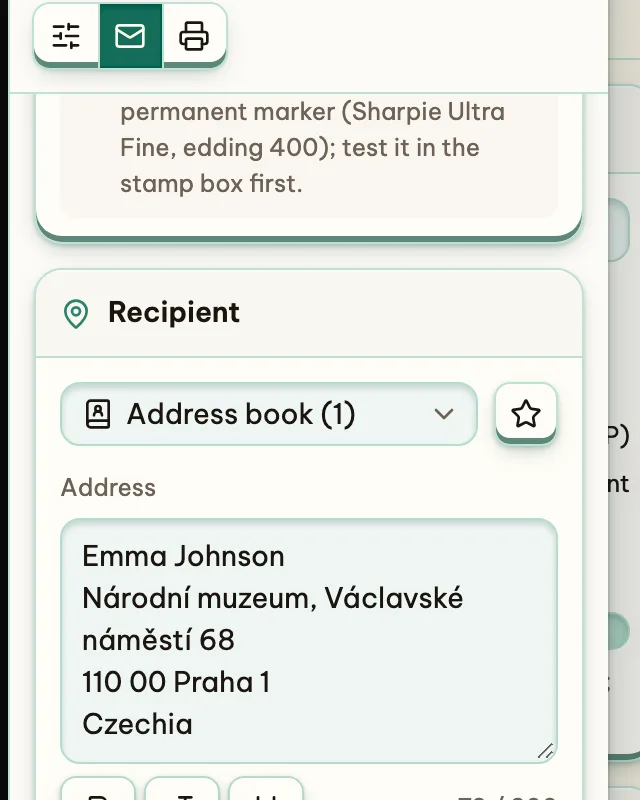 permanent marker (Sharpie Ultra
Fine, edding 400); test it in the
stamp box first.
Recipient
Address book (1)
Address
Emma Johnson
Národní muzeum, Václavské
náměstí 68
110 00 Praha 1
Czechia